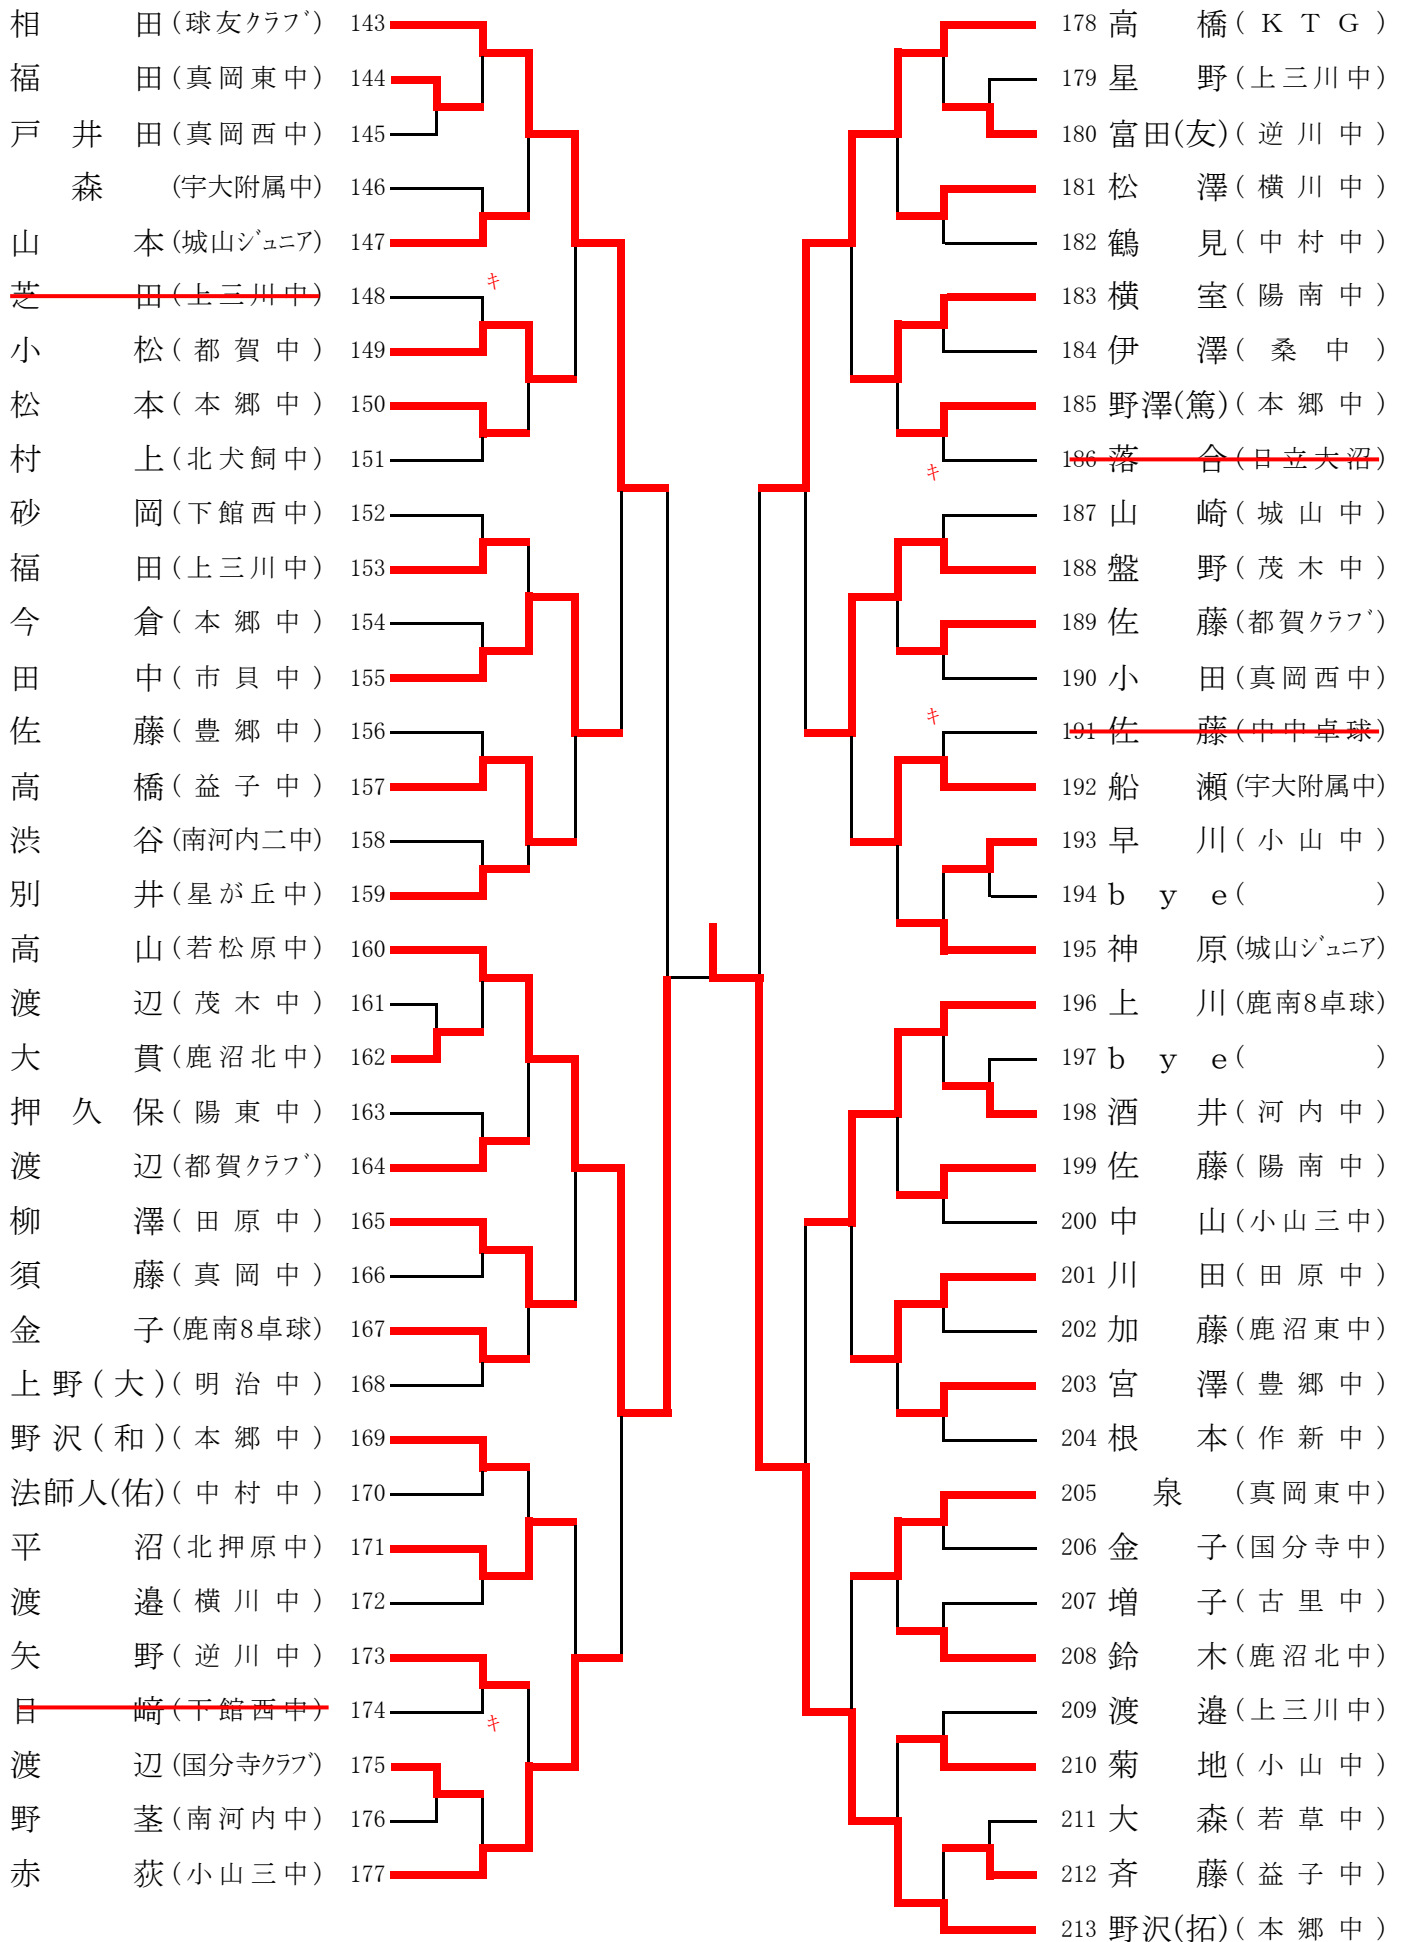 相田(球友クラブ) 143
福田(真岡東中) 144
戸井田(真岡西中) 145
森(宇大附属中) 146
山本(城山ジュニア) 147
キ
芝田(上三川中) 148
小松(都賀中) 149
松本(本郷中) 150
村上(北犬飼中) 151
砂岡(下館西中) 152
福田(上三川中) 153
今倉(本郷中) 154
田中(市貝中) 155
佐藤(豊郷中) 156
高橋(益子中) 157
渋谷(南河内二中) 158
別井(星が丘中) 159
高山(若松原中) 160
渡辺(茂木中) 161
大貫(鹿沼北中) 162
押久保(陽東中) 163
渡辺(都賀クラブ) 164
柳澤(田原中) 165
須藤(真岡中) 166
金子(鹿南8卓球) 167
上野(大)(明治中) 168
野沢(和)(本郷中) 169
法師人(佑)(中村中) 170
平沼(北押原中) 171
渡邉(横川中) 172
矢野(逆川中) 173
目﨑(下館西中) 174
キ
渡辺(国分寺クラブ) 175
野茎(南河内中) 176
赤荻(小山三中) 177
178 高橋(KTG)
179 星野(上三川中)
180 富田(友)(逆川中)
181 松澤(横川中)
182 鶴見(中村中)
183 横室(陽南中)
184 伊澤(桑中)
185 野澤(篤)(本郷中)
186 落合(日立大沼)
キ
187 山崎(城山中)
188 盤野(茂木中)
189 佐藤(都賀クラブ)
190 小田(真岡西中)
キ
191 佐藤(中中卓球)
192 船瀬(宇大附属中)
193 早川(小山中)
194 bye( )
195 神原(城山ジュニア)
196 上川(鹿南8卓球)
197 bye( )
198 酒井(河内中)
199 佐藤(陽南中)
200 中山(小山三中)
201 川田(田原中)
202 加藤(鹿沼東中)
203 宮澤(豊郷中)
204 根本(作新中)
205 泉(真岡東中)
206 金子(国分寺中)
207 増子(古里中)
208 鈴木(鹿沼北中)
209 渡邉(上三川中)
210 菊地(小山中)
211 大森(若草中)
212 斉藤(益子中)
213 野沢(拓)(本郷中)